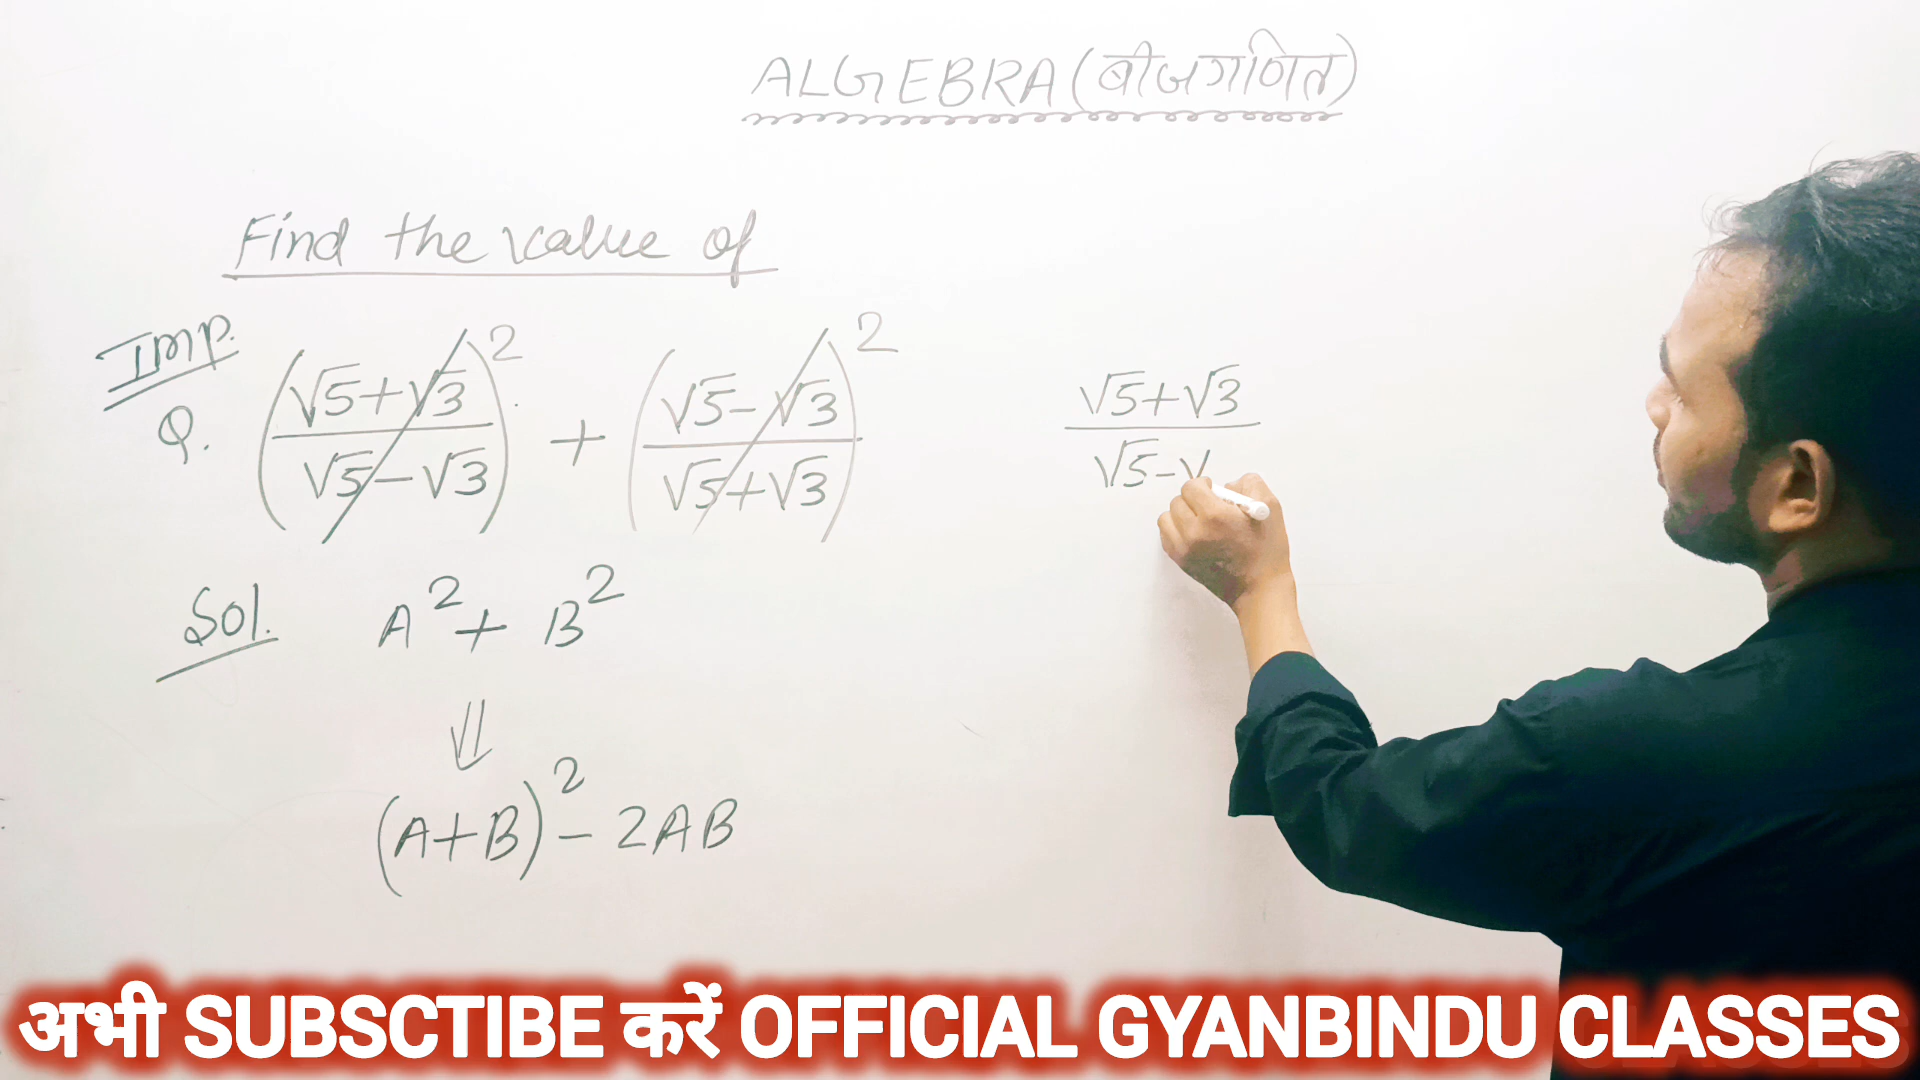 ALGEBRA (बीजगणित)
Find the value of
Imp.
Q. ((√5+√3)/(√5-√3))² + ((√5-√3)/(√5+√3))²
(√5+√3)/(√5-√
Sol. A² + B²
⇓
(A+B)² - 2AB
अभी SUBSCTIBE करें OFFICIAL GYANBINDU CLASSES